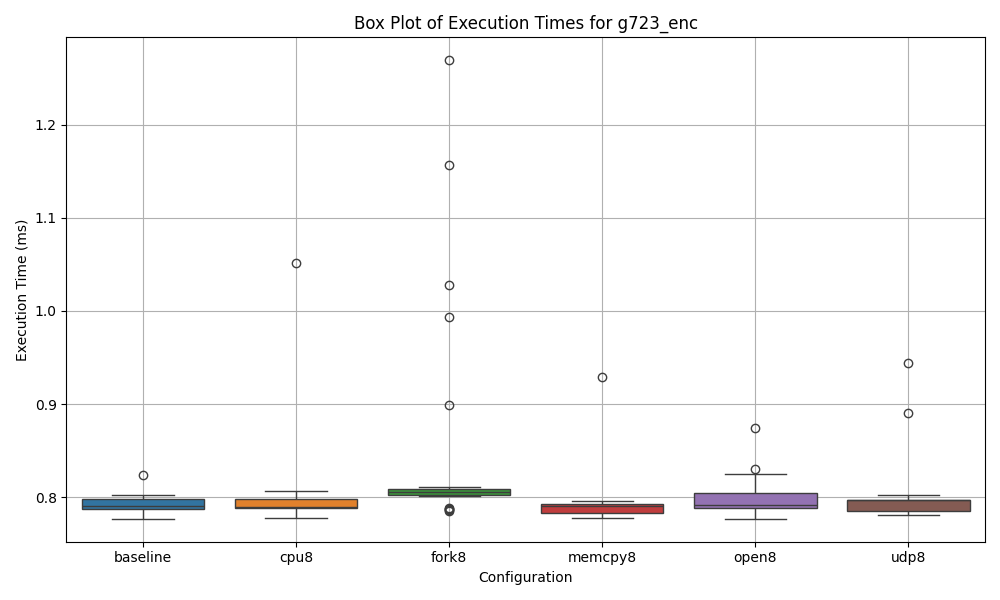 Box Plot of Execution Times for g723_enc
Execution Time (ms)
1.2
1.1
1.0
0.9
0.8
baseline
cpu8
fork8
memcpy8
open8
udp8
Configuration